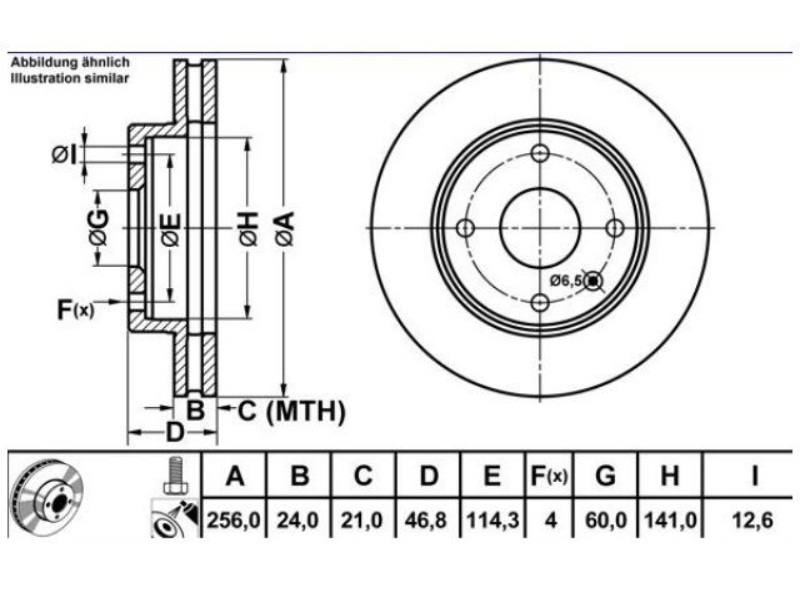 Abbildung ähnlich
Illustration similar
ØI
ØG
ØE
ØH
ØA
F(x)
Ø6,5
B
C (MTH)
D
A B C D E F(x) G H I
256,0 24,0 21,0 46,8 114,3 4 60,0 141,0 12,6